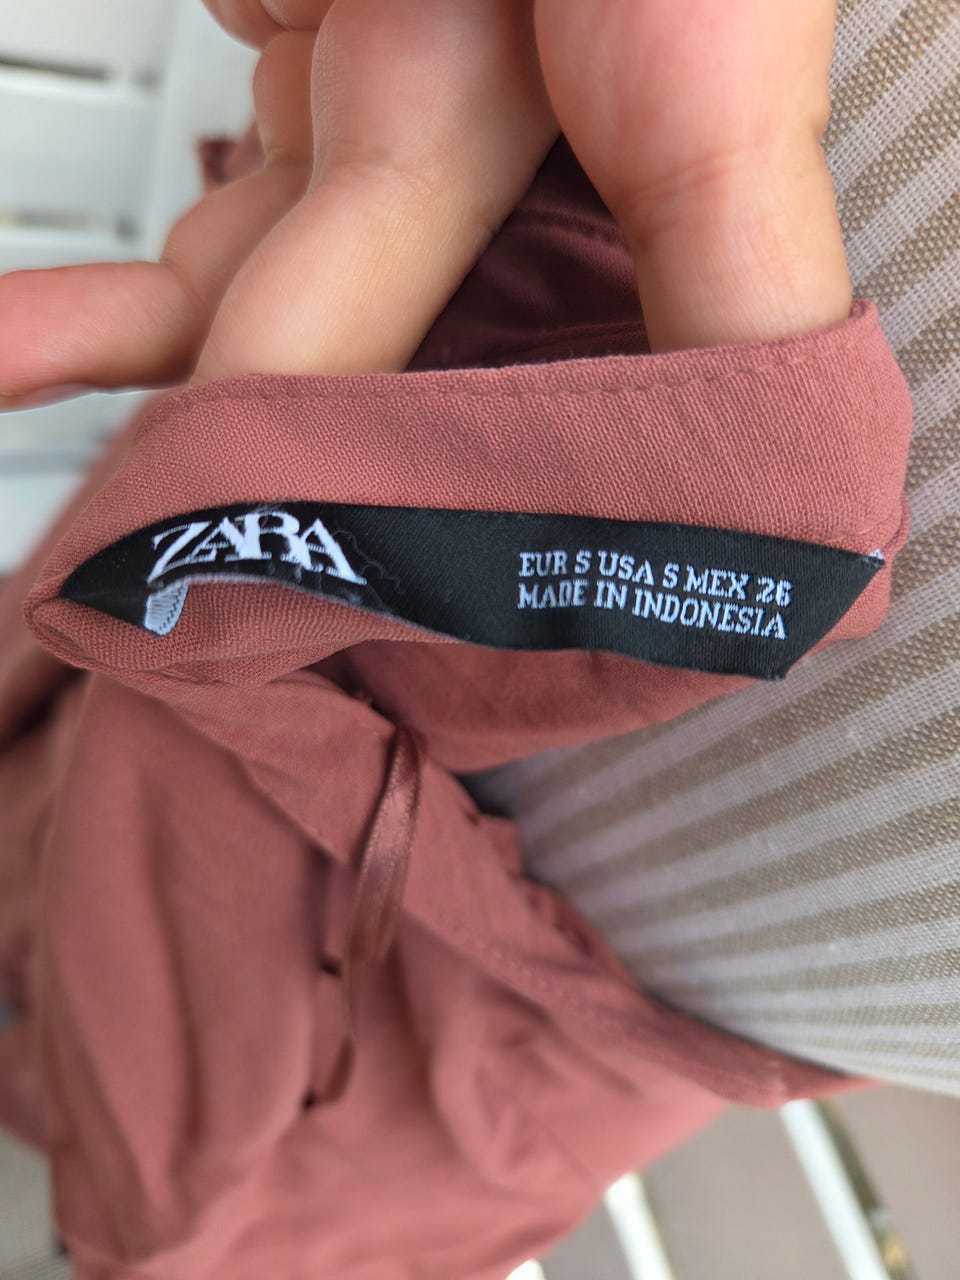 ZARA
EUR S USA S MEX 26
MADE IN INDONESIA